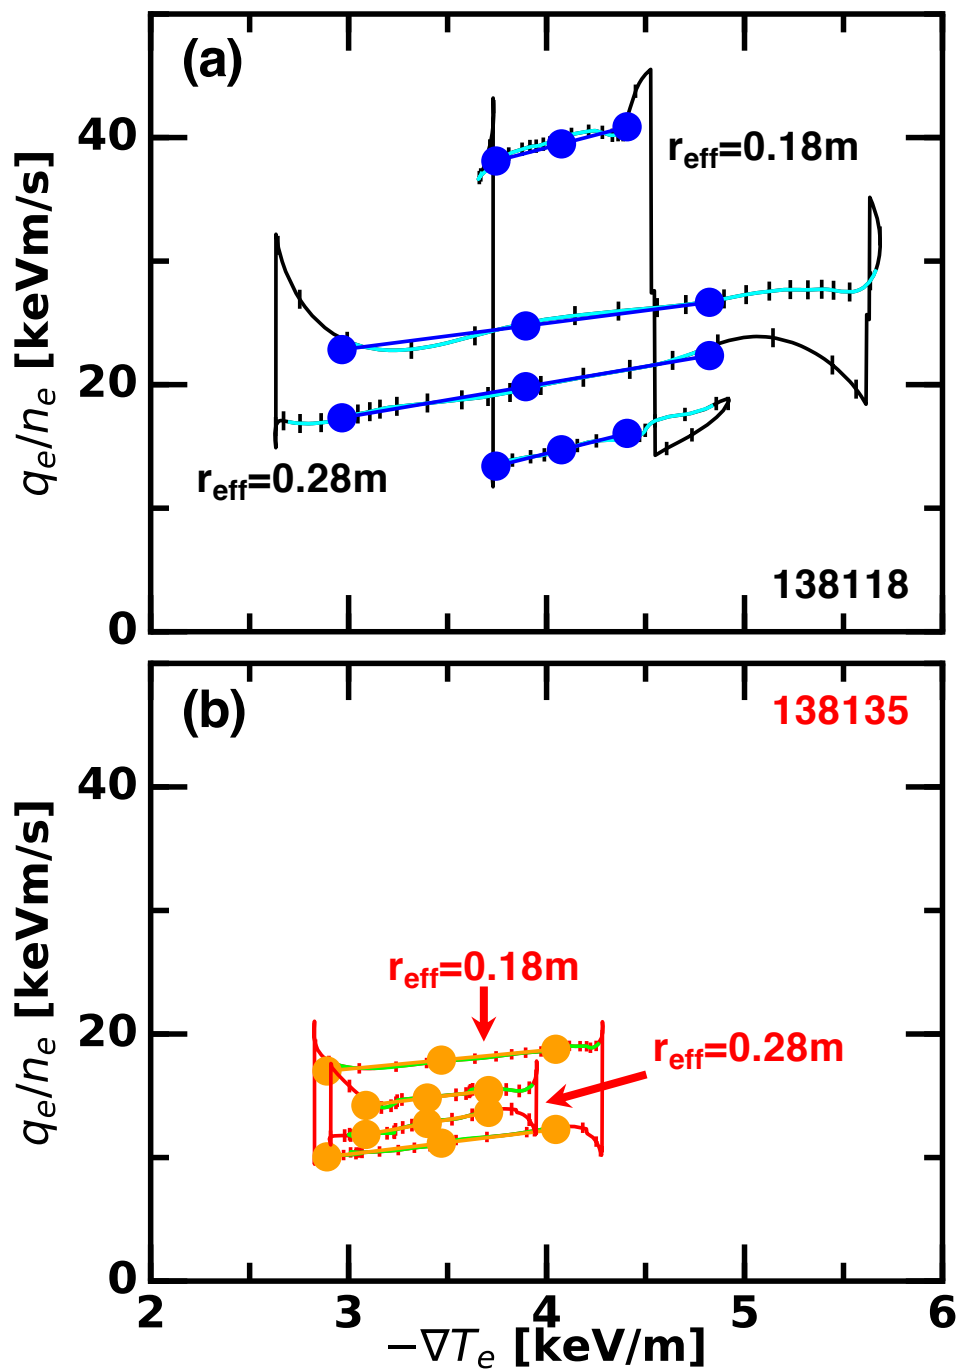 (a)
40
20
0
q_e/n_e [keVm/s]
r_eff=0.18m
r_eff=0.28m
138118
(b)
138135
40
20
0
q_e/n_e [keVm/s]
r_eff=0.18m
r_eff=0.28m
2 3 4 5 6
−∇T_e [keV/m]